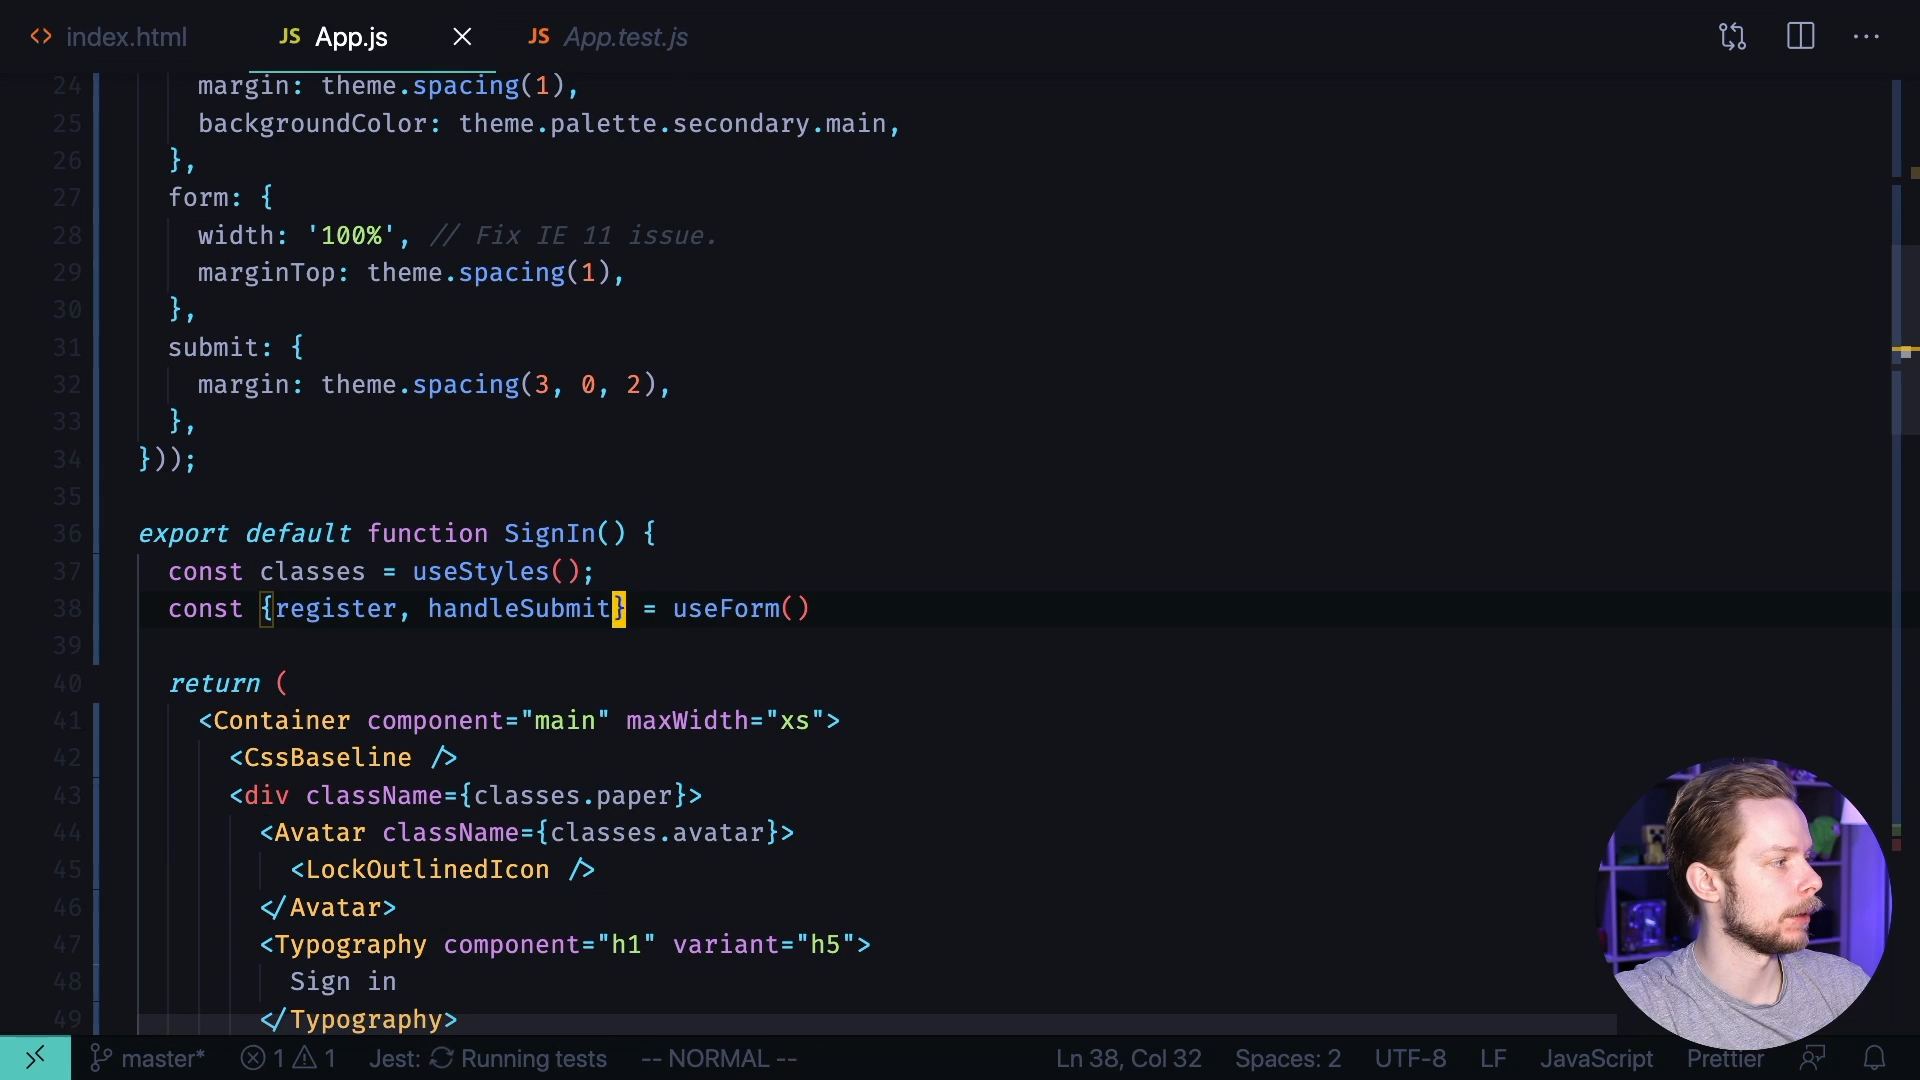 index.html
JS App.js
JS App.test.js
24 margin: theme.spacing(1),
25 backgroundColor: theme.palette.secondary.main,
26 },
27 form: {
28 width: '100%', // Fix IE 11 issue.
29 marginTop: theme.spacing(1),
30 },
31 submit: {
32 margin: theme.spacing(3, 0, 2),
33 },
34 }));
35
36 export default function SignIn() {
37 const classes = useStyles();
38 const {register, handleSubmit} = useForm()
39
40 return (
41 <Container component="main" maxWidth="xs">
42 <CssBaseline />
43 <div className={classes.paper}>
44 <Avatar className={classes.avatar}>
45 <LockOutlinedIcon />
46 </Avatar>
47 <Typography component="h1" variant="h5">
48 Sign in
49 </Typography>
master* 1 1 Jest: Running tests -- NORMAL -- Ln 38, Col 32 Spaces: 2 UTF-8 LF JavaScript Prettier